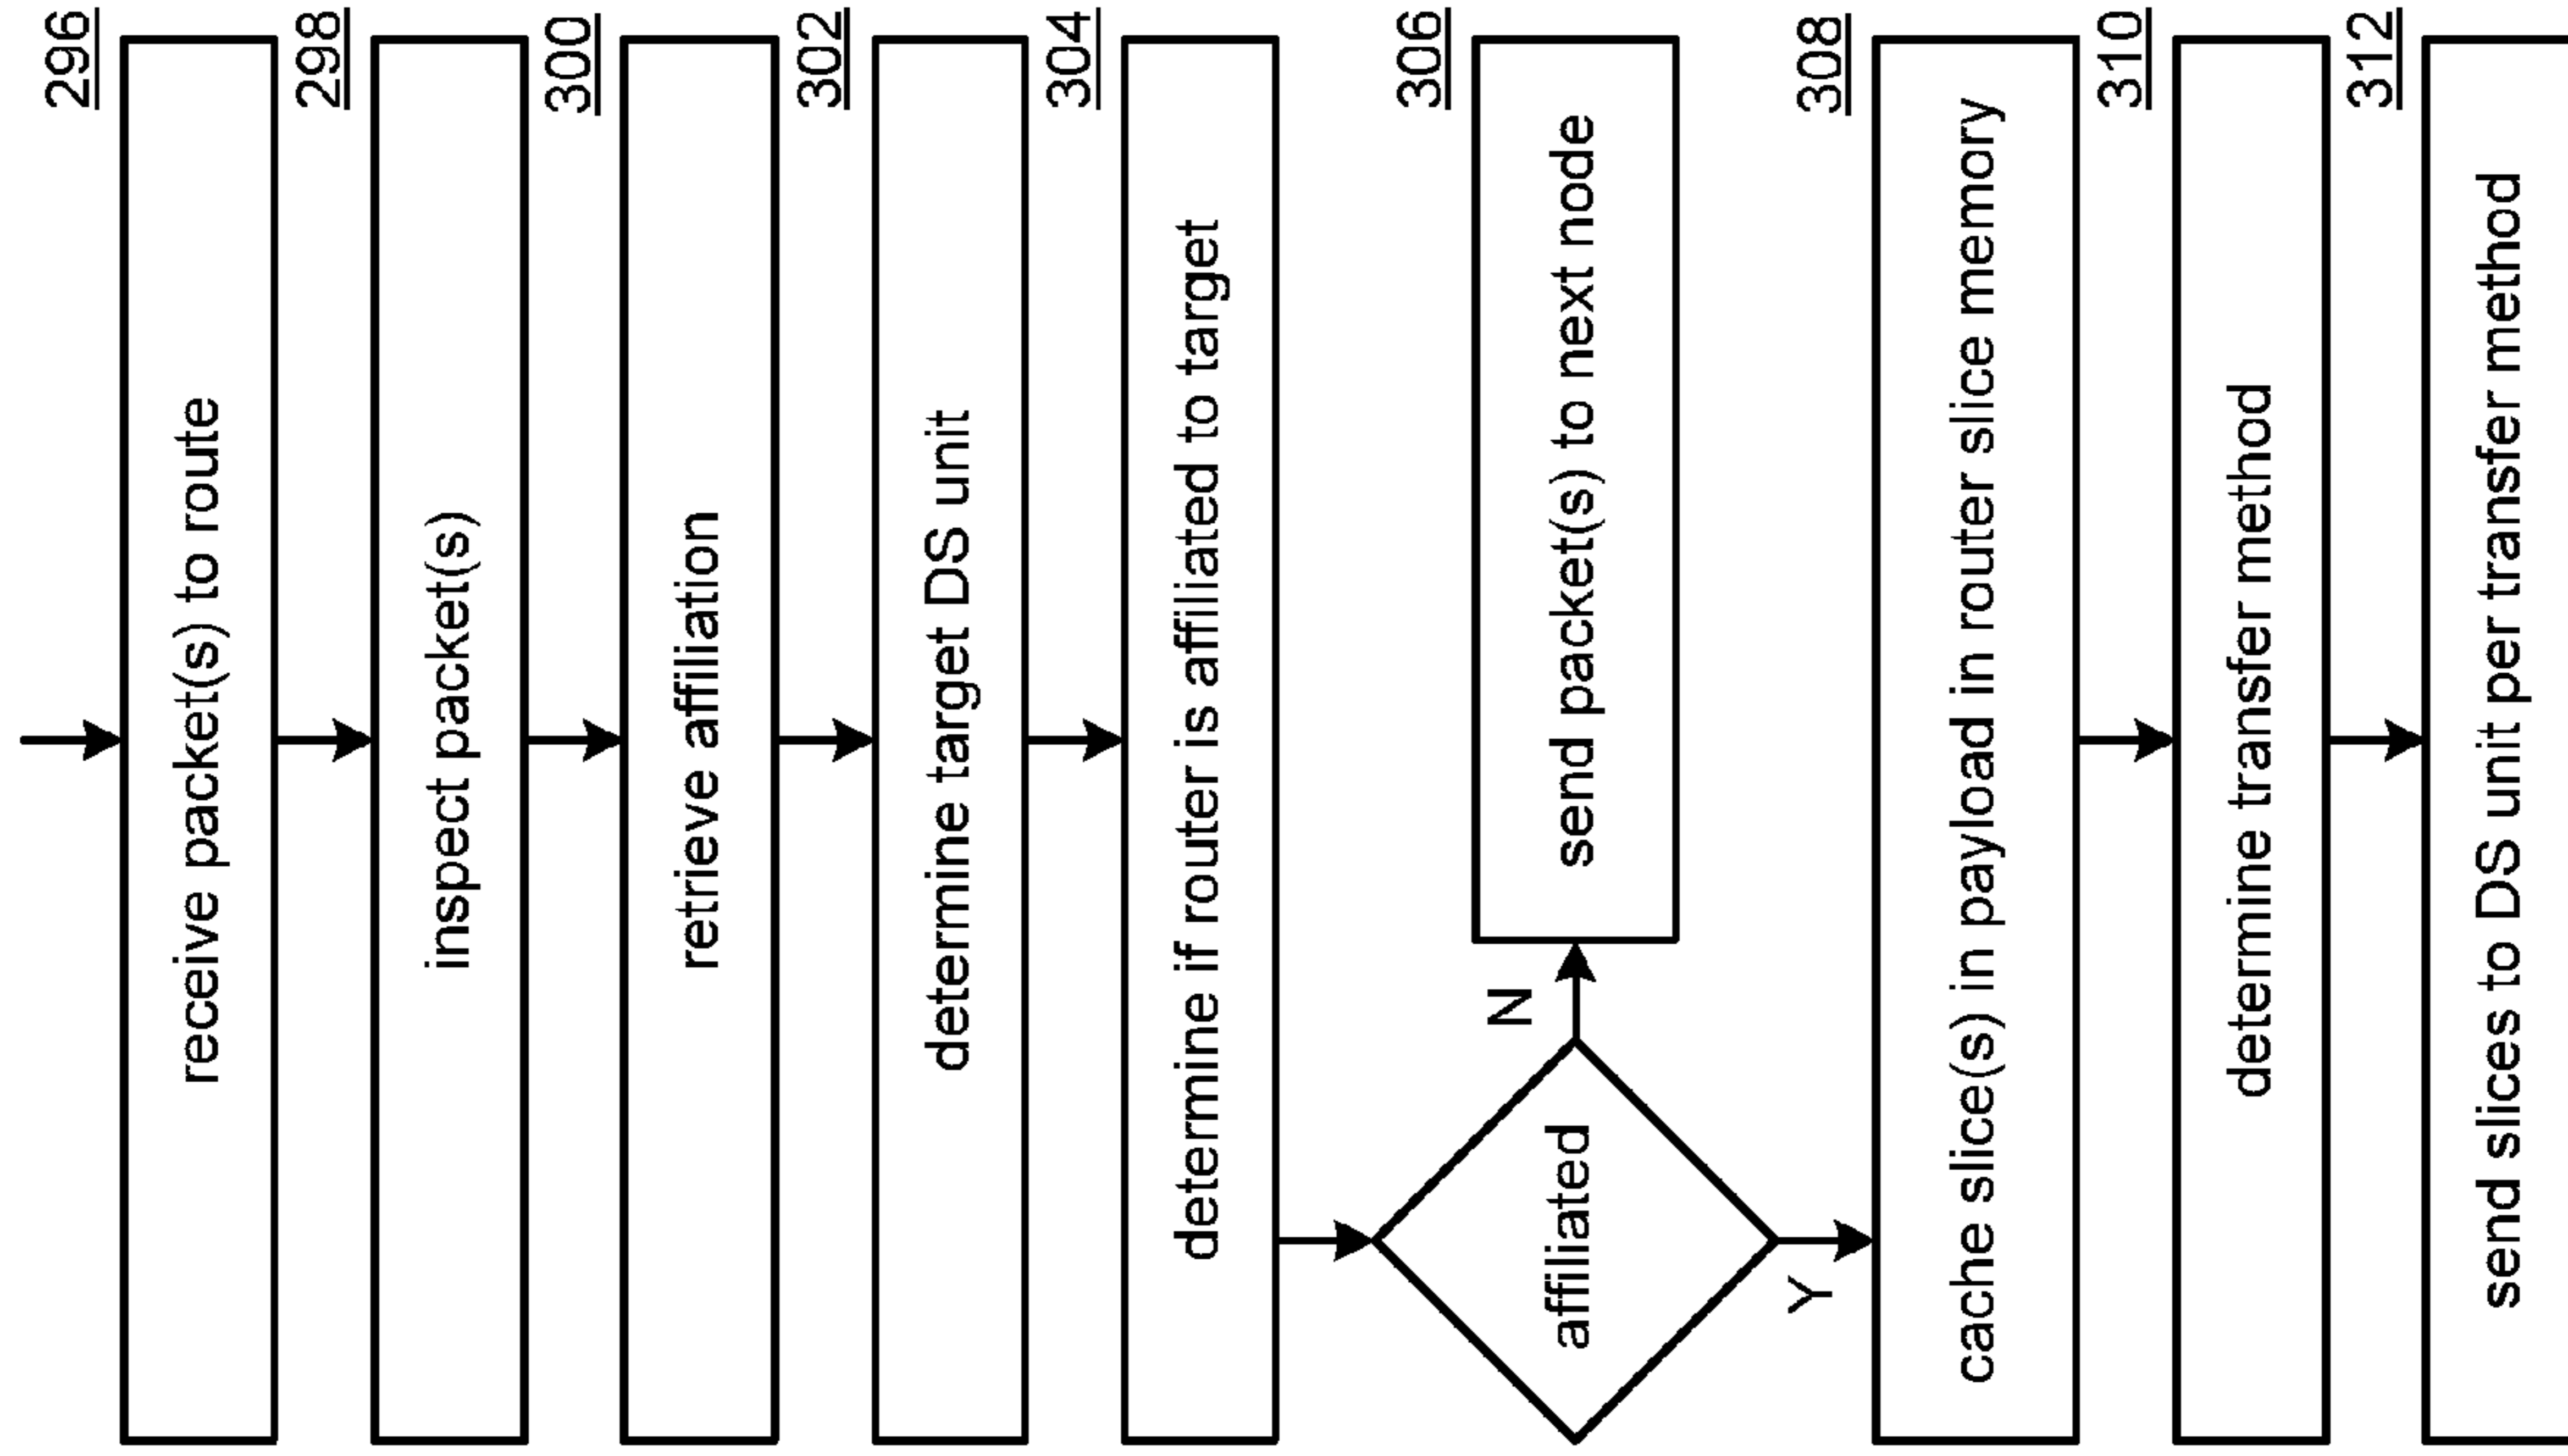 296
receive packet(s) to route
298
inspect packet(s)
300
retrieve affiliation
302
determine target DS unit
304
determine if router is affiliated to target
affiliated
N
306
send packet(s) to next node
Y
308
cache slice(s) in payload in router slice memory
310
determine transfer method
312
send slices to DS unit per transfer method